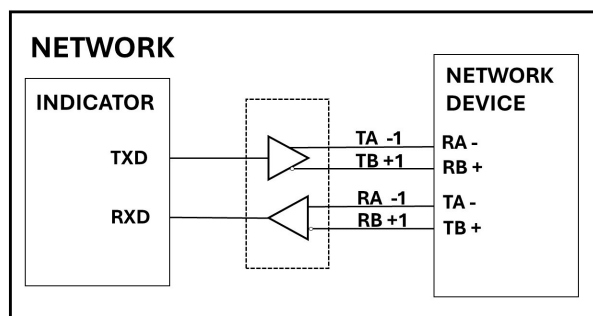 NETWORK
INDICATOR
TXD
RXD
TA -1
TB +1
RA -1
RB +1
NETWORK
DEVICE
RA -
RB +
TA -
TB +